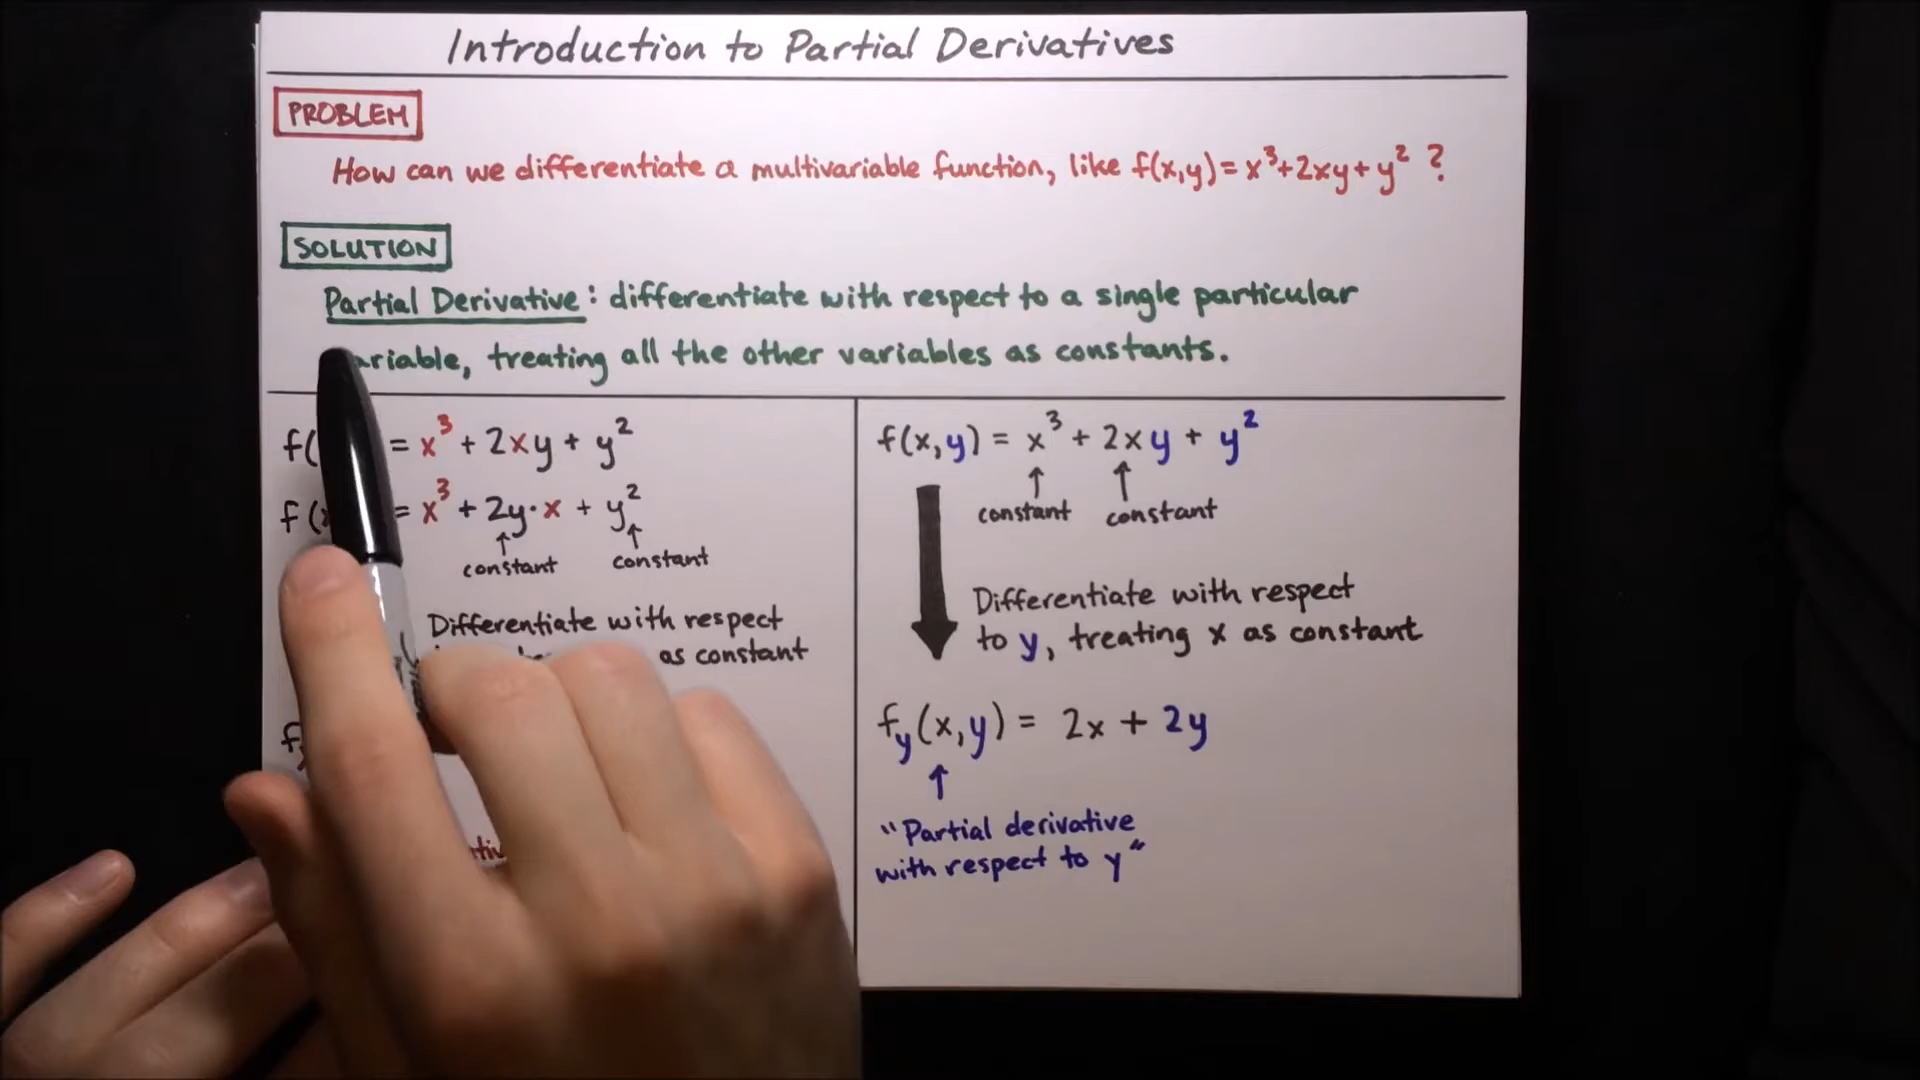 Introduction to Partial Derivatives
PROBLEM
How can we differentiate a multivariable function, like f(x,y) = x³+2xy+y² ?
SOLUTION
Partial Derivative : differentiate with respect to a single particular
ariable, treating all the other variables as constants.
f( = x³ + 2xy + y²
f(x = x³ + 2y·x + y²
↑ ↑
constant constant
Differentiate with respect
as constant
f
tiv
f(x,y) = x³ + 2xy + y²
↑ ↑
constant constant
Differentiate with respect
to y, treating x as constant
f_y(x,y) = 2x + 2y
↑
"Partial derivative
with respect to y"